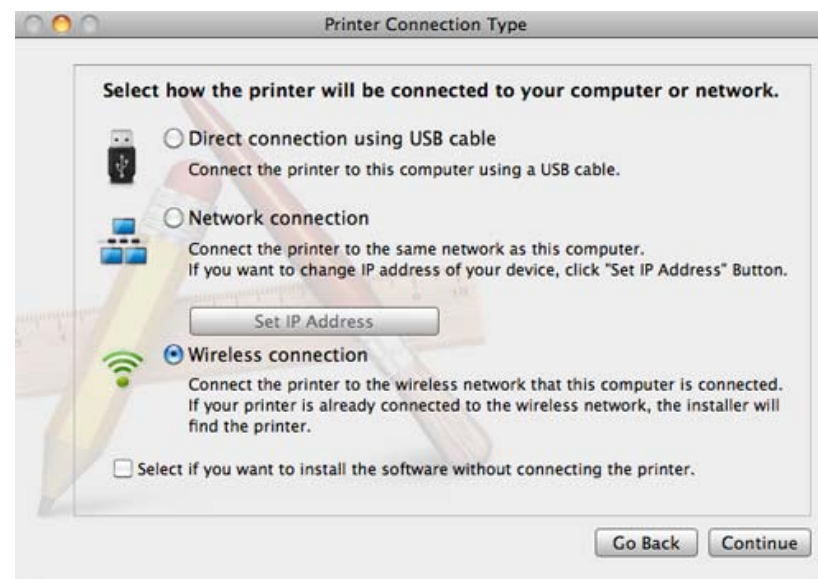 Printer Connection Type
Select how the printer will be connected to your computer or network.
Direct connection using USB cable
Connect the printer to this computer using a USB cable.
Network connection
Connect the printer to the same network as this computer.
If you want to change IP address of your device, click "Set IP Address" Button.
Set IP Address
Wireless connection
Connect the printer to the wireless network that this computer is connected.
If your printer is already connected to the wireless network, the installer will
find the printer.
Select if you want to install the software without connecting the printer.
Go Back Continue